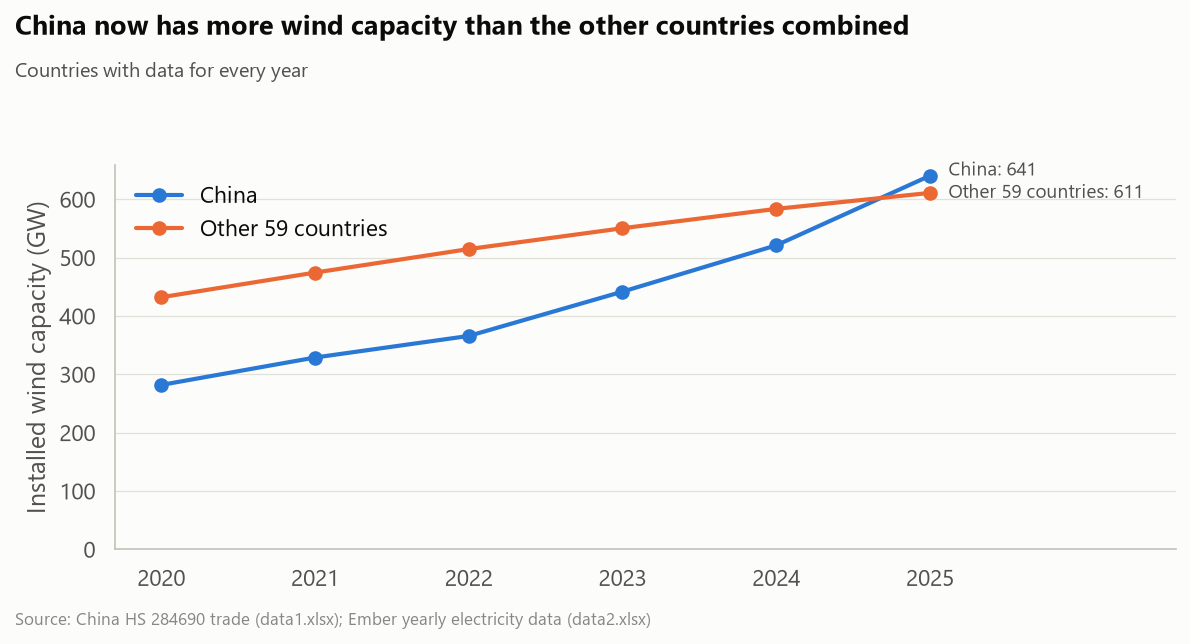 China now has more wind capacity than the other countries combined
Countries with data for every year
China: 641
Other 59 countries: 611
China
Other 59 countries
Installed wind capacity (GW)
600
500
400
300
200
100
0
2020 2021 2022 2023 2024 2025
Source: China HS 284690 trade (data1.xlsx); Ember yearly electricity data (data2.xlsx)